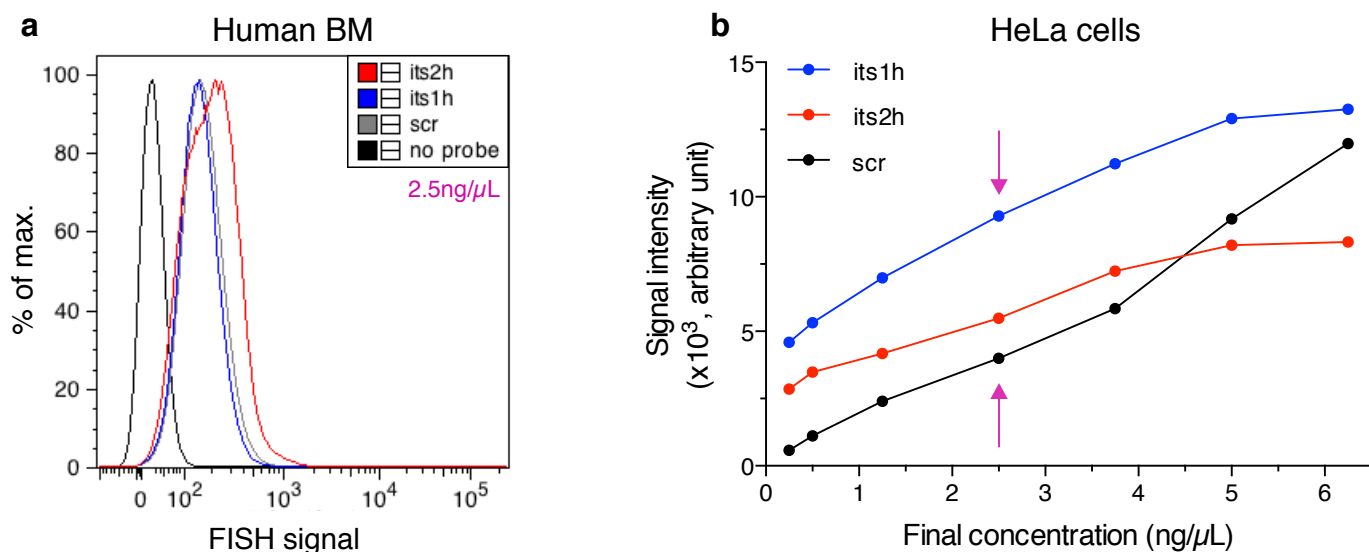 a
Human BM
100
80
60
40
20
0
% of max.
its2h
its1h
scr
no probe
2.5ng/µL
0 10² 10³ 10⁴ 10⁵
FISH signal
b
HeLa cells
15
10
5
0
Signal intensity
(x10³, arbitrary unit)
its1h
its2h
scr
0 1 2 3 4 5 6
Final concentration (ng/µL)